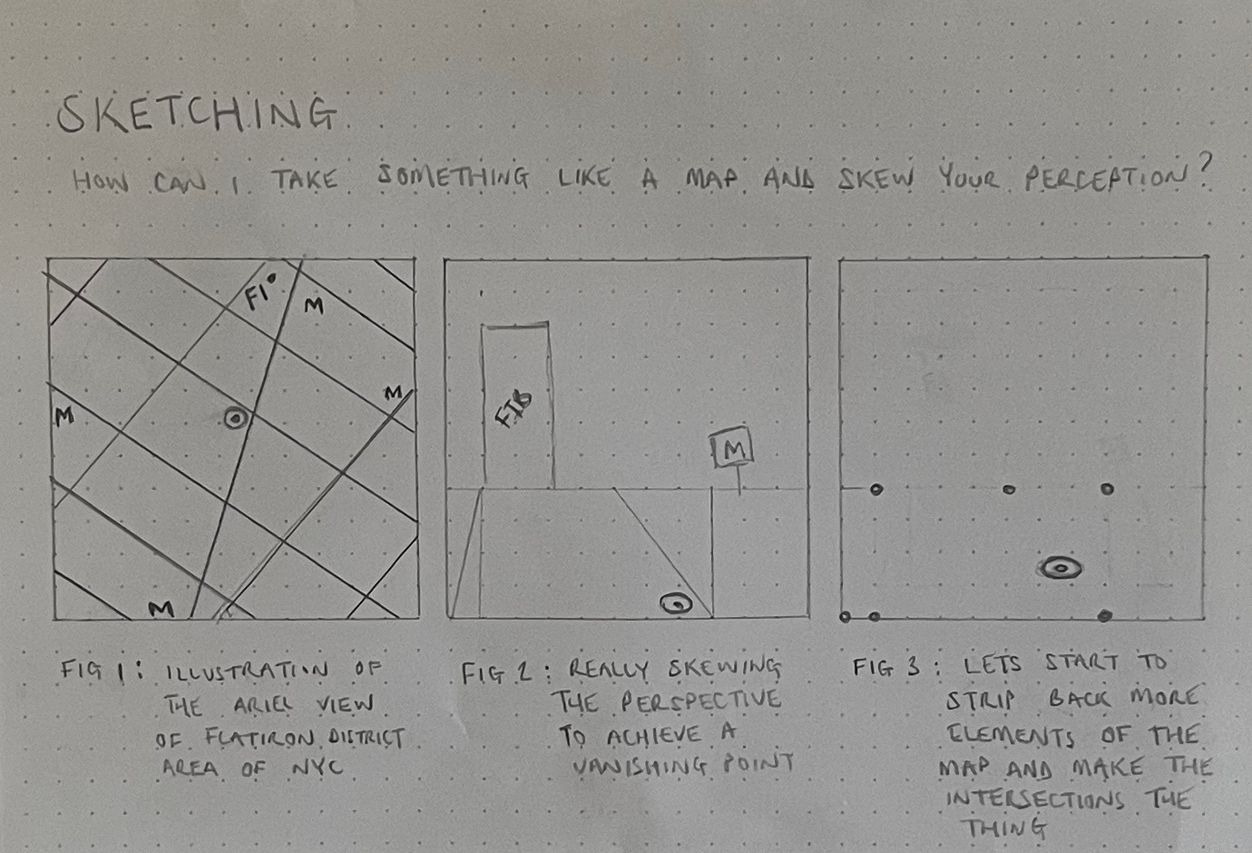 SKETCHING
HOW CAN I TAKE SOMETHING LIKE A MAP AND SKEW YOUR PERCEPTION?
FI
M
M
M
M
FIB
M
FIG 1: ILLUSTRATION OF
THE ARIEL VIEW
OF FLATIRON DISTRICT
AREA OF NYC
FIG 2: REALLY SKEWING
THE PERSPECTIVE
TO ACHIEVE A
VANISHING POINT
FIG 3: LETS START TO
STRIP BACK MORE
ELEMENTS OF THE
MAP AND MAKE THE
INTERSECTIONS THE
THING